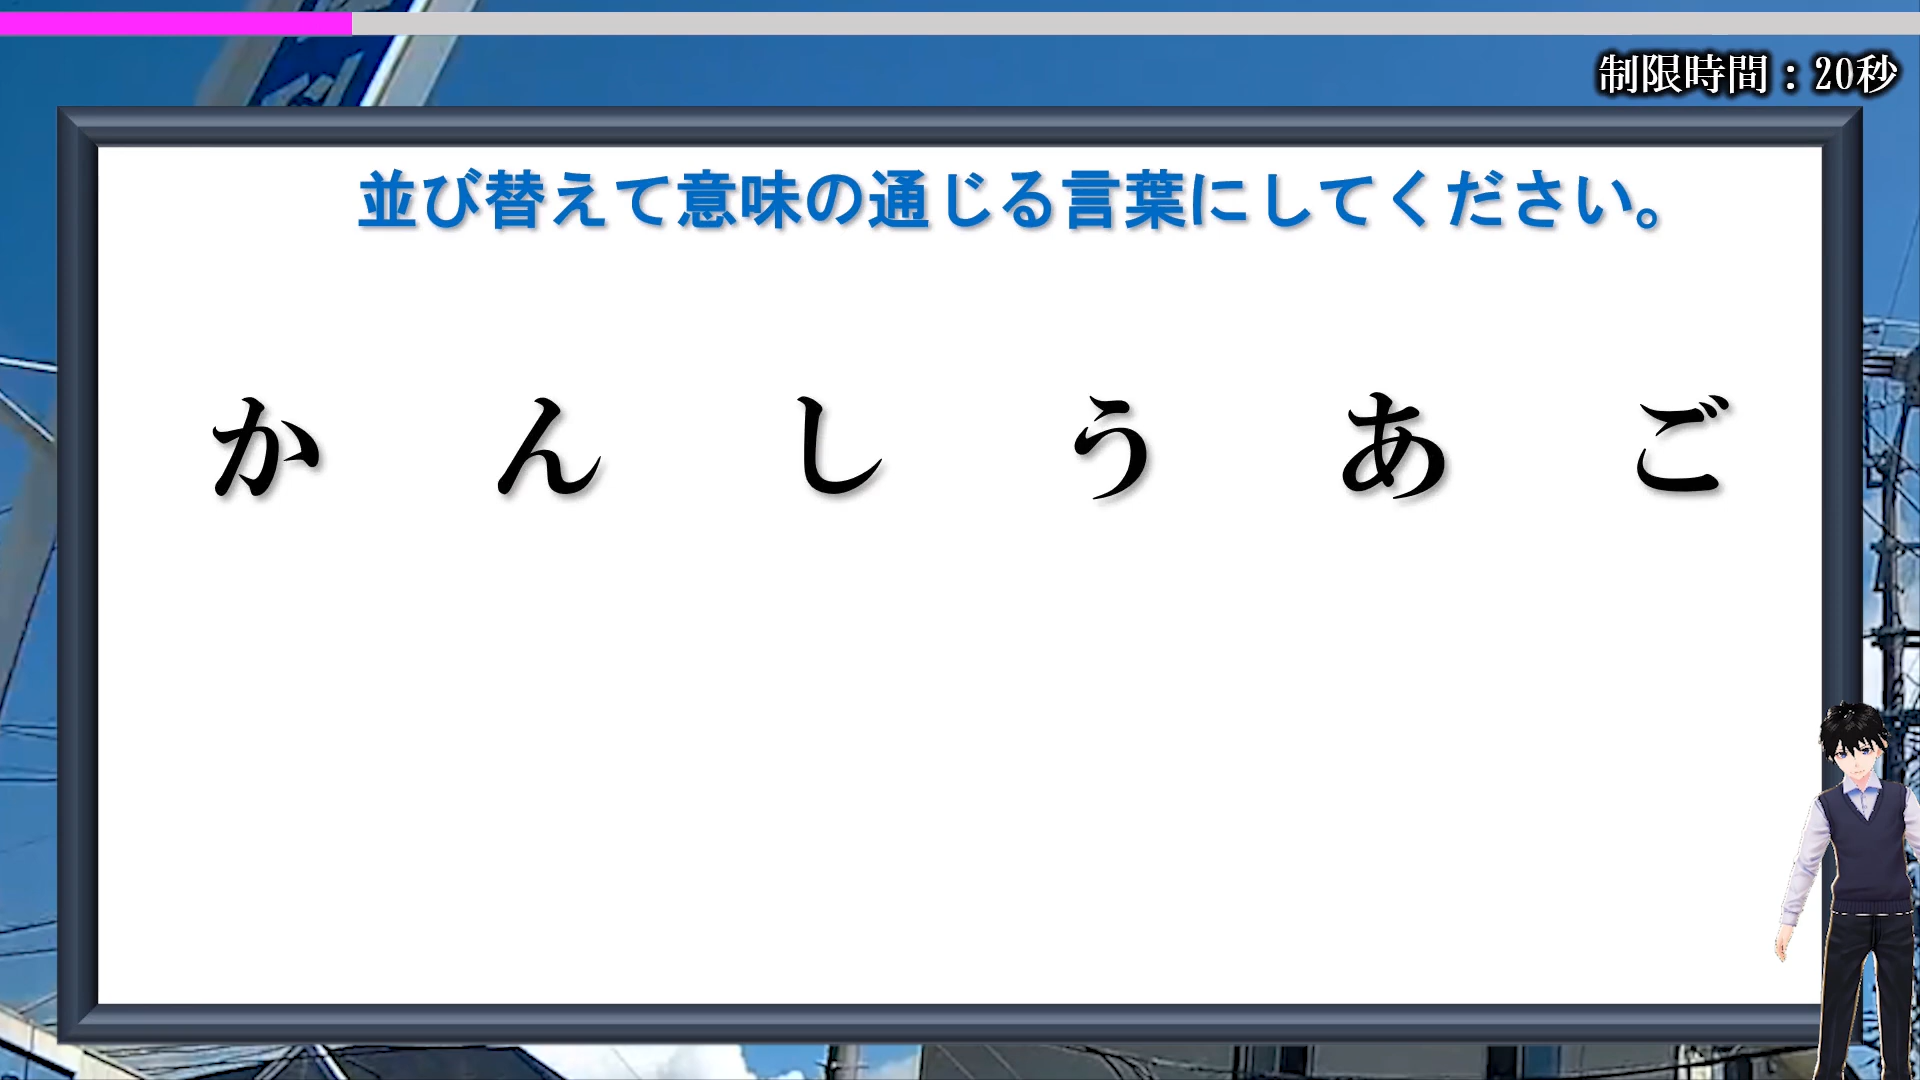 制限時間：20秒
並び替えて意味の通じる言葉にしてください。
か ん し う あ ご